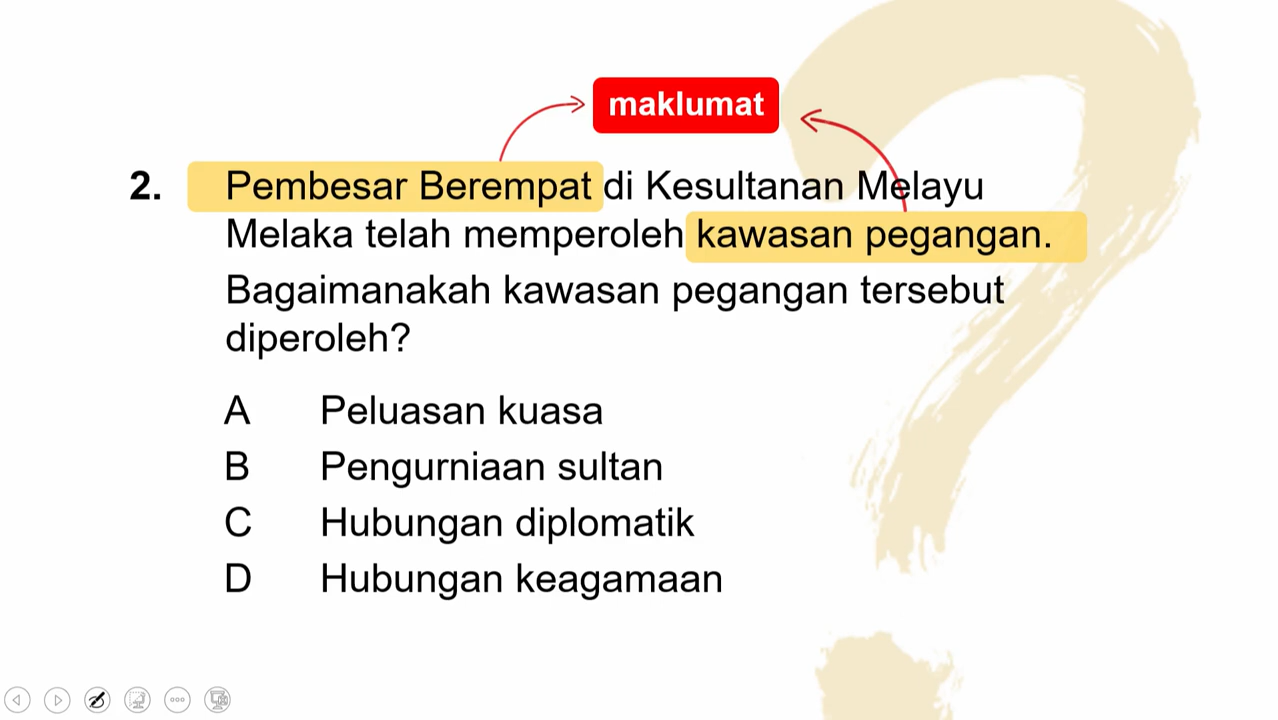 maklumat
2. Pembesar Berempat di Kesultanan Melayu
Melaka telah memperoleh kawasan pegangan.
Bagaimanakah kawasan pegangan tersebut
diperoleh?
A Peluasan kuasa
B Pengurniaan sultan
C Hubungan diplomatik
D Hubungan keagamaan